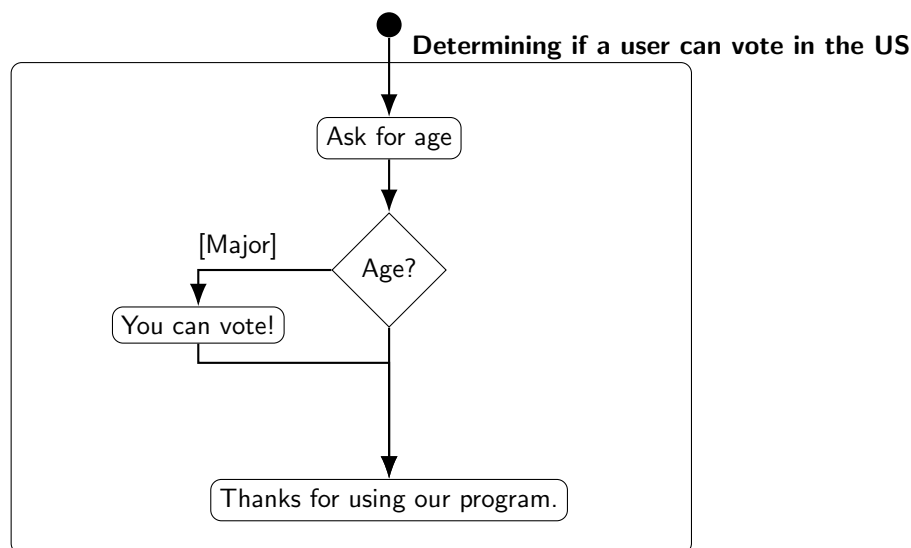 Determining if a user can vote in the US
Ask for age
Age?
[Major]
You can vote!
Thanks for using our program.